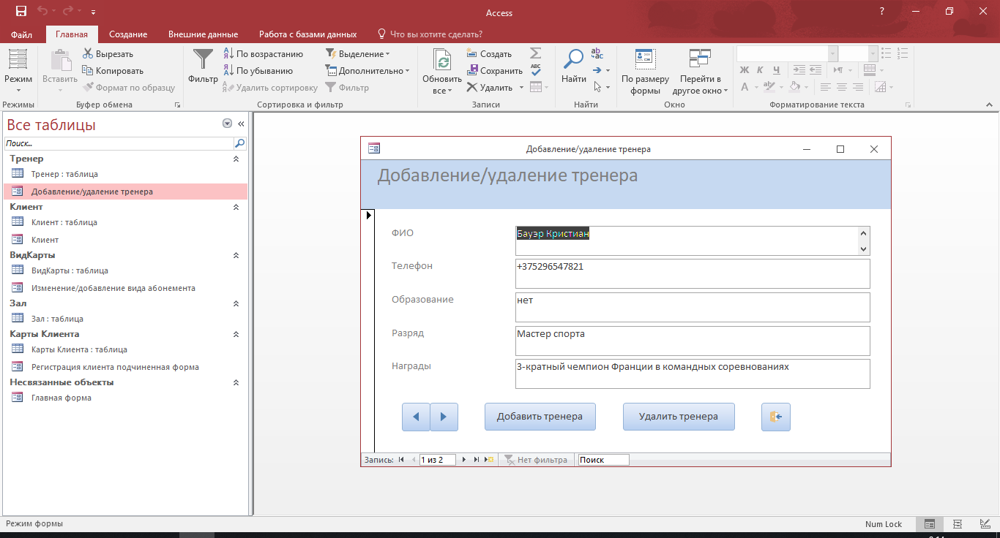 Access
?
Файл Главная Создание Внешние данные Работа с базами данных Что вы хотите сделать?
Режим
Режимы
Вставить
Вырезать
Копировать
Формат по образцу
Буфер обмена
Фильтр
По возрастанию
По убыванию
Удалить сортировку
Выделение
Дополнительно
Фильтр
Сортировка и фильтр
Обновить
все
Создать
Сохранить
Удалить
Записи
Найти
Найти
По размеру
формы
Перейти в
другое окно
Окно
Ж К Ч
Форматирование текста
Все таблицы
Поиск...
Тренер
Тренер : таблица
Добавление/удаление тренера
Клиент
Клиент : таблица
Клиент
ВидКарты
ВидКарты : таблица
Изменение/добавление вида абонемента
Зал
Зал : таблица
Карты Клиента
Карты Клиента : таблица
Регистрация клиента подчиненная форма
Несвязанные объекты
Главная форма
Добавление/удаление тренера
Добавление/удаление тренера
ФИО Бауэр Кристиан
Телефон +375296547821
Образование нет
Разряд Мастер спорта
Награды 3-кратный чемпион Франции в командных соревнованиях
Добавить тренера Удалить тренера
Запись: 1 из 2 Нет фильтра Поиск
Режим формы Num Lock